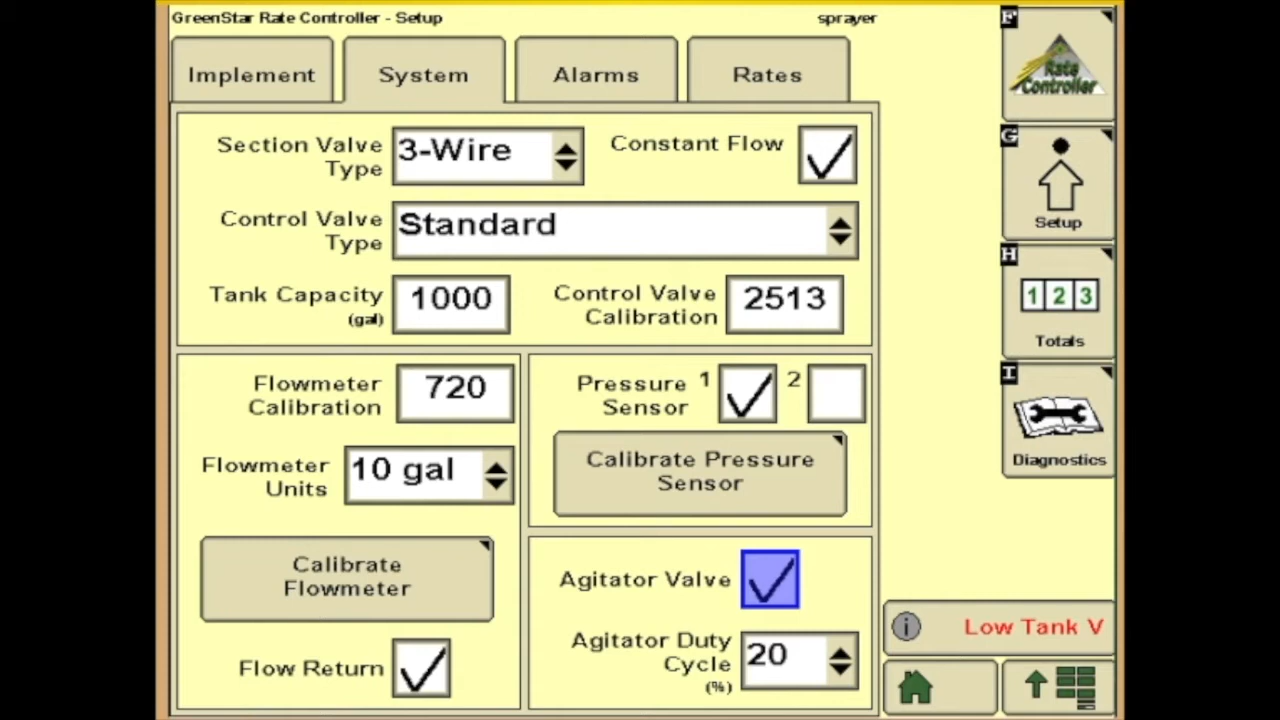 GreenStar Rate Controller - Setup
sprayer
Implement
System
Alarms
Rates
Section Valve
Type
3-Wire
Constant Flow
Control Valve
Type
Standard
Tank Capacity
(gal)
1000
Control Valve
Calibration
2513
Flowmeter
Calibration
720
Flowmeter
Units
10 gal
Calibrate
Flowmeter
Flow Return
Pressure
Sensor
1
2
Calibrate Pressure
Sensor
Agitator Valve
Agitator Duty
Cycle
(%)
20
F
Rate
Controller
G
Setup
H
1 2 3
Totals
I
Diagnostics
i
Low Tank V